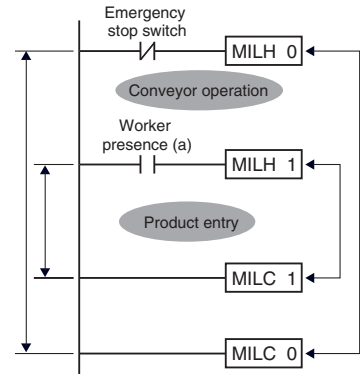 Emergency
stop switch
MILH 0
Conveyor operation
Worker
presence (a)
MILH 1
Product entry
MILC 1
MILC 0